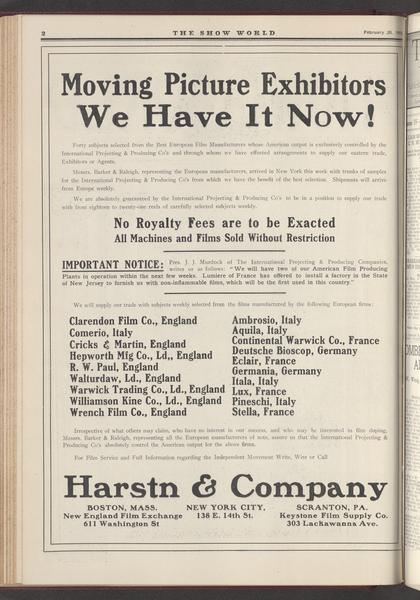 2
THE SHOW WORLD
February 20,
Moving Picture Exhibitors
We Have It Now!
Forty subjects selected from the Best European Film Manufacturers whose American output is exclusively controlled by the
International Projecting & Producing Co's and through whom we have effected arrangements to supply our eastern trade,
Exhibitors or Agents.
Messrs. Barker & Raleigh, representing the European manufacturers, arrived in New York this week with trunks of samples
for the International Projecting & Producing Co's from which we have the benefit of the best selection. Shipments will arrive
from Europe weekly.
We are absolutely guaranteed by the International Projecting & Producing Co's to be in a position to supply our trade
with from eighteen to twenty-one reels of carefully selected subjects weekly.
No Royalty Fees are to be Exacted
All Machines and Films Sold Without Restriction
IMPORTANT NOTICE: Pres. J. J. Murdock of The International Projecting & Producing Companies,
writes us as follows: "We will have two of our American Film Producing
Plants in operation within the next few weeks. Lumiere of France has offered to install a factory is the State
of New Jersey to furnish us with non-inflammable films, which will be the first used in this country."
We will supply our trade with subjects weekly selected from the films manufactured by the following European firms:
Clarendon Film Co., England
Comerio, Italy
Cricks & Martin, England
Hepworth Mfg Co., Ld,, England
R. W. Paul, England
Walturdaw, Ld., England
Warwick Trading Co., Ld., England
Williamson Kine Co., Ld., England
Wrench Film Co., England
Ambrosio, Italy
Aquila, Italy
Continental Warwick Co., France
Deutsche Bioscop, Germany
Eclair, France
Germania, Germany
Itala, Italy
Lux, France
Pineschi, Italy
Stella, France
Irrespective of what others may claim, who have no interest in our success, and who may be interested in film duping,
Messrs. Barker & Raleigh, representing all the European manufacturers of note, assure us that the International Projecting &
Producing Co's absolutely control the American output for the above firms.
For Film Service and Full Information regarding the Independent Movement Write, Wire or Call
Harstn & Company
BOSTON, MASS.
New England Film Exchange
611 Washington St
NEW YORK CITY,
138 E. 14th St.
SCRANTON, PA.
Keystone Film Supply Co.
303 Lackawanna Ave.